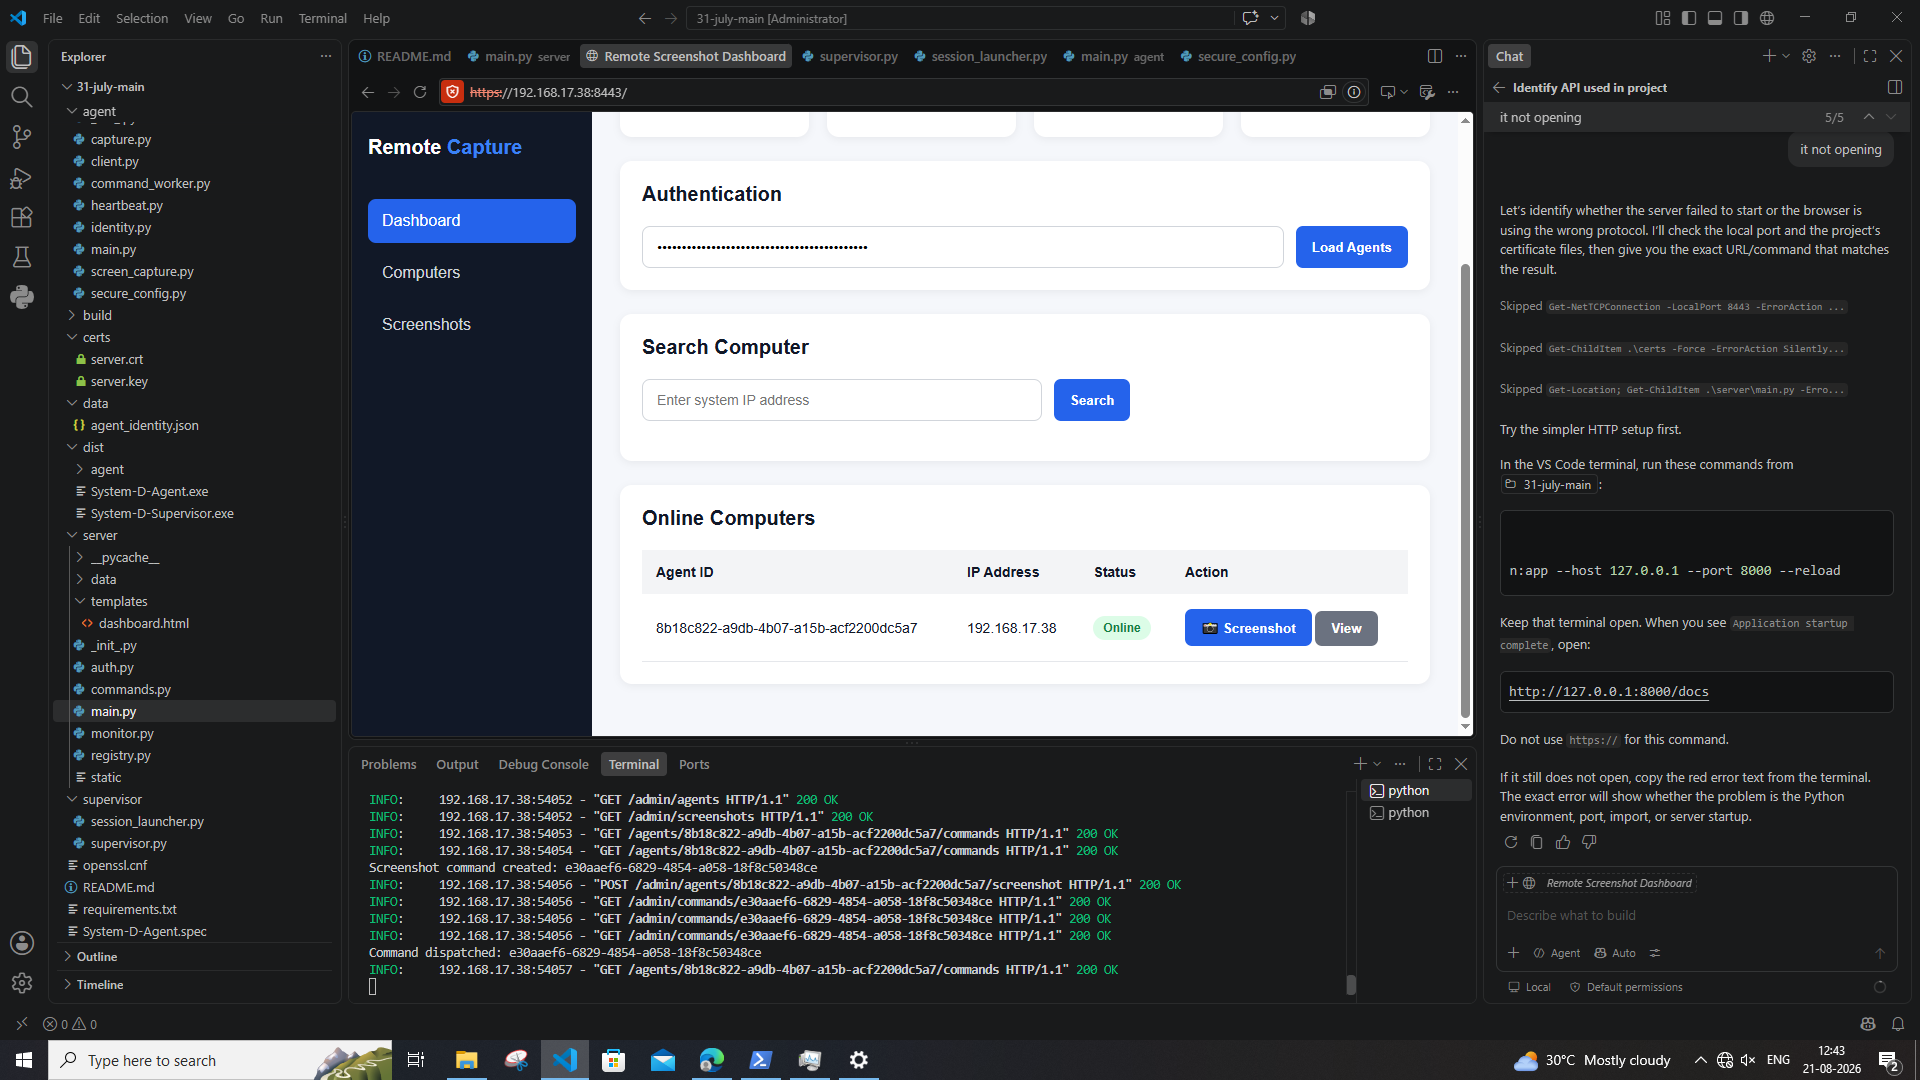 File Edit Selection View Go Run Terminal Help
31-july-main [Administrator]
Explorer
31-july-main
agent
capture.py
client.py
command_worker.py
heartbeat.py
identity.py
main.py
screen_capture.py
secure_config.py
build
certs
server.crt
server.key
data
agent_identity.json
dist
agent
System-D-Agent.exe
System-D-Supervisor.exe
server
__pycache__
data
templates
dashboard.html
_init_.py
auth.py
commands.py
main.py
monitor.py
registry.py
static
supervisor
session_launcher.py
supervisor.py
openssl.cnf
README.md
requirements.txt
System-D-Agent.spec
Outline
Timeline
README.md main.py server Remote Screenshot Dashboard supervisor.py session_launcher.py main.py agent secure_config.py
https://192.168.17.38:8443/
Remote Capture
Dashboard
Computers
Screenshots
Authentication
Load Agents
Search Computer
Enter system IP address
Search
Online Computers
Agent ID IP Address Status Action
8b18c822-a9db-4b07-a15b-acf2200dc5a7 192.168.17.38 Online Screenshot View
Problems Output Debug Console Terminal Ports
INFO: 192.168.17.38:54052 - "GET /admin/agents HTTP/1.1" 200 OK
INFO: 192.168.17.38:54052 - "GET /admin/screenshots HTTP/1.1" 200 OK
INFO: 192.168.17.38:54053 - "GET /agents/8b18c822-a9db-4b07-a15b-acf2200dc5a7/commands HTTP/1.1" 200 OK
INFO: 192.168.17.38:54054 - "GET /agents/8b18c822-a9db-4b07-a15b-acf2200dc5a7/commands HTTP/1.1" 200 OK
Screenshot command created: e30aaef6-6829-4854-a058-18f8c50348ce
INFO: 192.168.17.38:54056 - "POST /admin/agents/8b18c822-a9db-4b07-a15b-acf2200dc5a7/screenshot HTTP/1.1" 200 OK
INFO: 192.168.17.38:54056 - "GET /admin/commands/e30aaef6-6829-4854-a058-18f8c50348ce HTTP/1.1" 200 OK
INFO: 192.168.17.38:54056 - "GET /admin/commands/e30aaef6-6829-4854-a058-18f8c50348ce HTTP/1.1" 200 OK
INFO: 192.168.17.38:54056 - "GET /admin/commands/e30aaef6-6829-4854-a058-18f8c50348ce HTTP/1.1" 200 OK
Command dispatched: e30aaef6-6829-4854-a058-18f8c50348ce
INFO: 192.168.17.38:54057 - "GET /agents/8b18c822-a9db-4b07-a15b-acf2200dc5a7/commands HTTP/1.1" 200 OK
python
python
Chat
Identify API used in project
it not opening 5/5
it not opening
Let's identify whether the server failed to start or the browser is
using the wrong protocol. I'll check the local port and the project's
certificate files, then give you the exact URL/command that matches
the result.
Skipped Get-NetTCPConnection -LocalPort 8443 -ErrorAction ...
Skipped Get-ChildItem .\certs -Force -ErrorAction Silently...
Skipped Get-Location; Get-ChildItem .\server\main.py -Erro...
Try the simpler HTTP setup first.
In the VS Code terminal, run these commands from
31-july-main :
n:app --host 127.0.0.1 --port 8000 --reload
Keep that terminal open. When you see Application startup
complete, open:
http://127.0.0.1:8000/docs
Do not use https:// for this command.
If it still does not open, copy the red error text from the terminal.
The exact error will show whether the problem is the Python
environment, port, import, or server startup.
Remote Screenshot Dashboard
Describe what to build
Agent Auto
Local Default permissions
0 0
Type here to search
30°C Mostly cloudy
ENG
12:43
21-08-2026
2